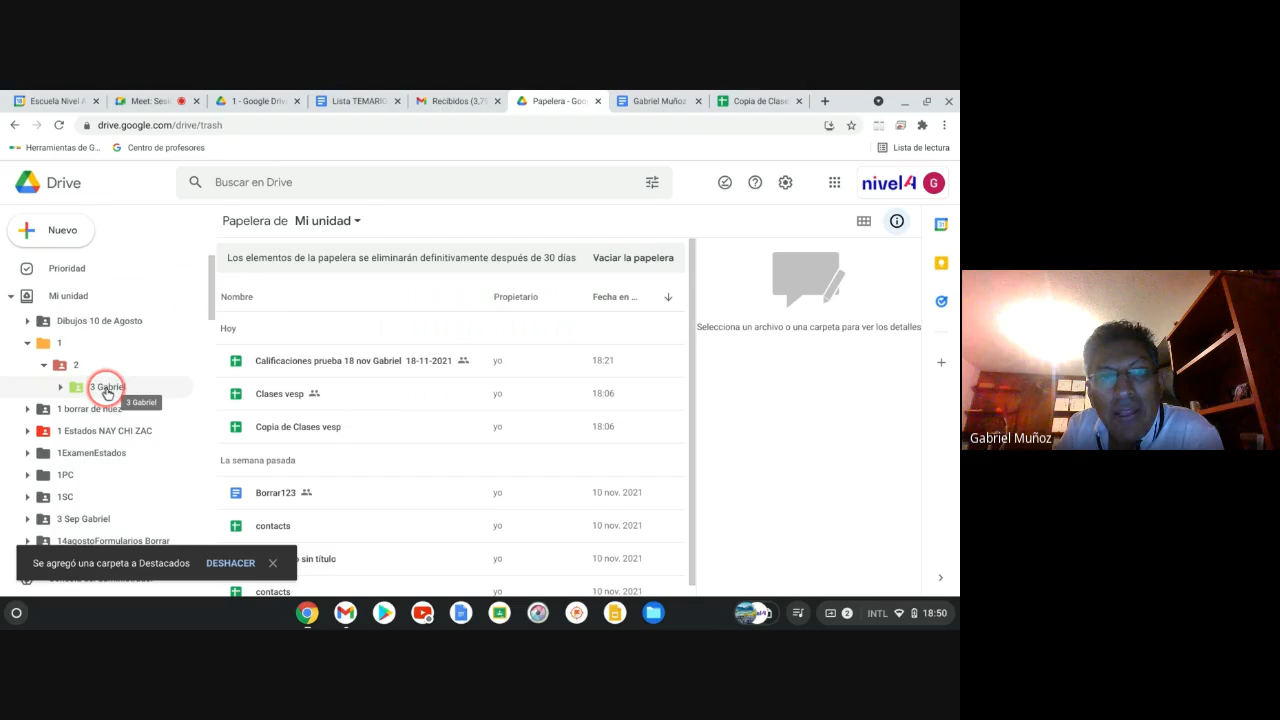 Escuela Nivel A
Meet: Sesi
1 - Google Drive
Lista TEMARIO
Recibidos (3,79
Papelera - Goo
Gabriel Muñoz
Copia de Clase
drive.google.com/drive/trash
Herramientas de G...
Centro de profesores
Lista de lectura
Drive
Buscar en Drive
nivel4
G
Nuevo
Papelera de Mi unidad
Los elementos de la papelera se eliminarán definitivamente después de 30 días
Vaciar la papelera
Prioridad
Mi unidad
Dibujos 10 de Agosto
1
2
3 Gabriel
3 Gabriel
1 borrar de nuez
1 Estados NAY CHI ZAC
1ExamenEstados
1PC
1SC
3 Sep Gabriel
14agostoFormularios Borrar
Nombre
Propietario
Fecha en ...
Hoy
Calificaciones prueba 18 nov Gabriel 18-11-2021
yo
18:21
Clases vesp
yo
18:06
Copia de Clases vesp
yo
18:06
La semana pasada
Borrar123
yo
10 nov. 2021
contacts
yo
10 nov. 2021
sin título
yo
10 nov. 2021
contacts
yo
10 nov. 2021
Selecciona un archivo o una carpeta para ver los detalles
Se agregó una carpeta a Destacados
DESHACER
2
INTL
18:50
Gabriel Muñoz